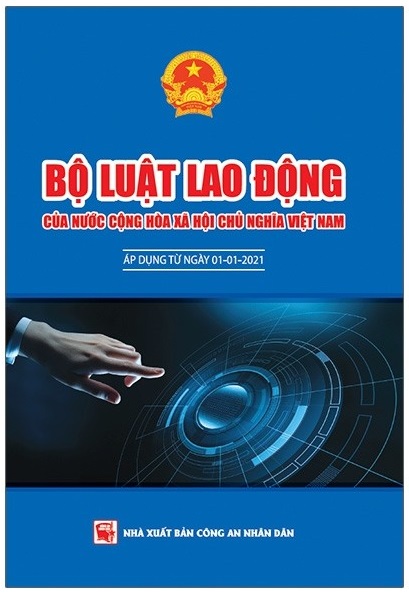 BỘ LUẬT LAO ĐỘNG
CỦA NƯỚC CỘNG HÒA XÃ HỘI CHỦ NGHĨA VIỆT NAM
ÁP DỤNG TỪ NGÀY 01-01-2021
NHÀ XUẤT BẢN CÔNG AN NHÂN DÂN